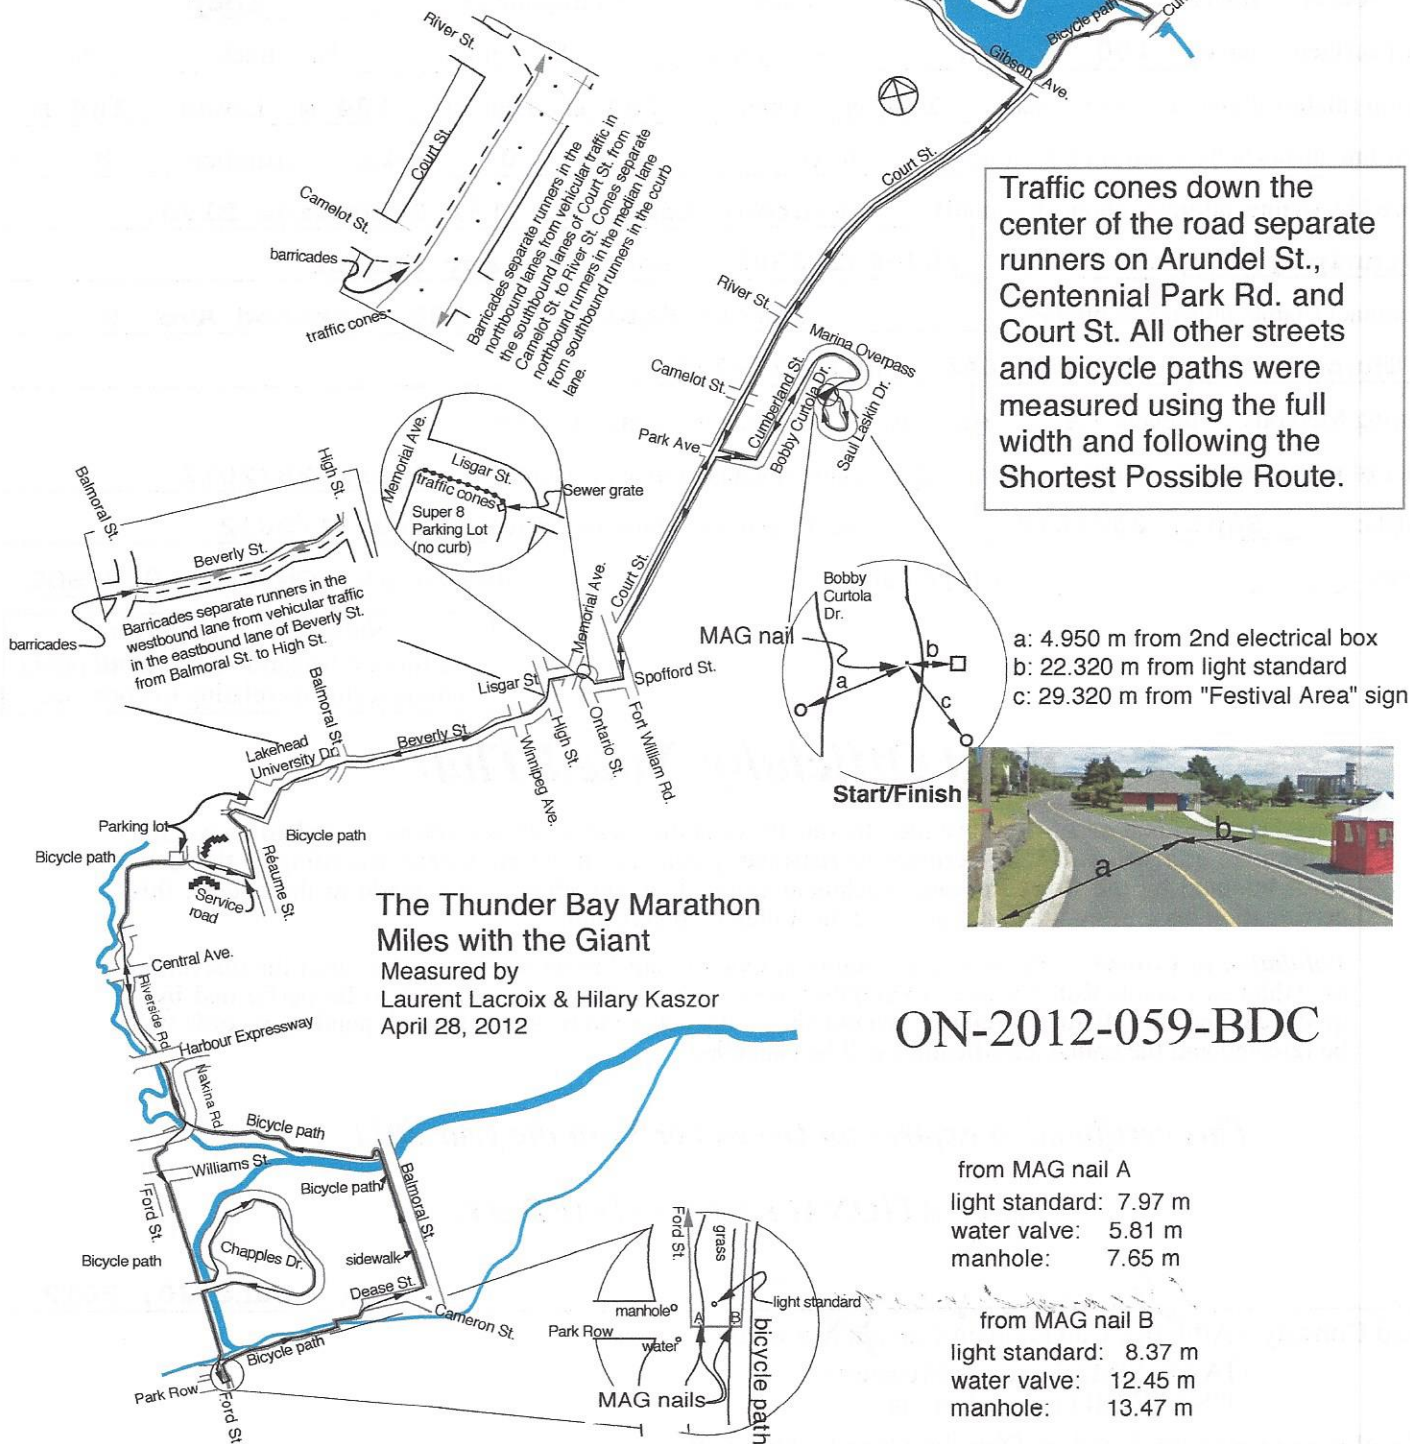 River St.
Court St.
Camelot St.
barricades
traffic cones
Barricades separate runners in the
northbound lanes from vehicular traffic in
the southbound lanes of Court St. from
Camelot St. to River St. Cones separate
northbound runners in the median lane
from southbound runners in the ccurb
lane.
Bicycle path
Gibson
Ave.
Court St.
Traffic cones down the
center of the road separate
runners on Arundel St.,
Centennial Park Rd. and
Court St. All other streets
and bicycle paths were
measured using the full
width and following the
Shortest Possible Route.
River St.
Marina Overpass
Camelot St.
Cumberland St.
Bobby Curtola Dr.
Saul Laskin Dr.
Park Ave
Memorial Ave.
Lisgar St.
traffic cones
Sewer grate
Super 8
Parking Lot
(no curb)
Balmoral St.
High St.
Beverly St.
Barricades separate runners in the
westbound lane from vehicular traffic
in the eastbound lane of Beverly St.
from Balmoral St. to High St.
barricades
Memorial Ave.
Court St.
Bobby
Curtola
Dr.
MAG nail
a
b
c
a: 4.950 m from 2nd electrical box
b: 22.320 m from light standard
c: 29.320 m from "Festival Area" sign
Start/Finish
a
b
Lisgar St.
Spofford St.
Balmoral St.
Beverly St.
High St.
Ontario St.
Fort William Rd.
Winnipeg Ave.
Lakehead
University Dr.
Parking lot
Bicycle path
Bicycle path
Réaume St.
Service
road
The Thunder Bay Marathon
Miles with the Giant
Measured by
Laurent Lacroix & Hilary Kaszor
April 28, 2012
ON-2012-059-BDC
Central Ave.
Riverside Rd
Harbour Expressway
Nakina Rd
Bicycle path
Williams St.
Bicycle path
Balmoral St.
Ford St.
Chapples Dr.
Bicycle path
sidewalk
Dease St.
Cameron St.
Bicycle path
Park Row
Ford St
Ford St.
grass
manhole
light standard
Park Row
water
A
B
bicycle path
MAG nails
from MAG nail A
light standard: 7.97 m
water valve: 5.81 m
manhole: 7.65 m
from MAG nail B
light standard: 8.37 m
water valve: 12.45 m
manhole: 13.47 m